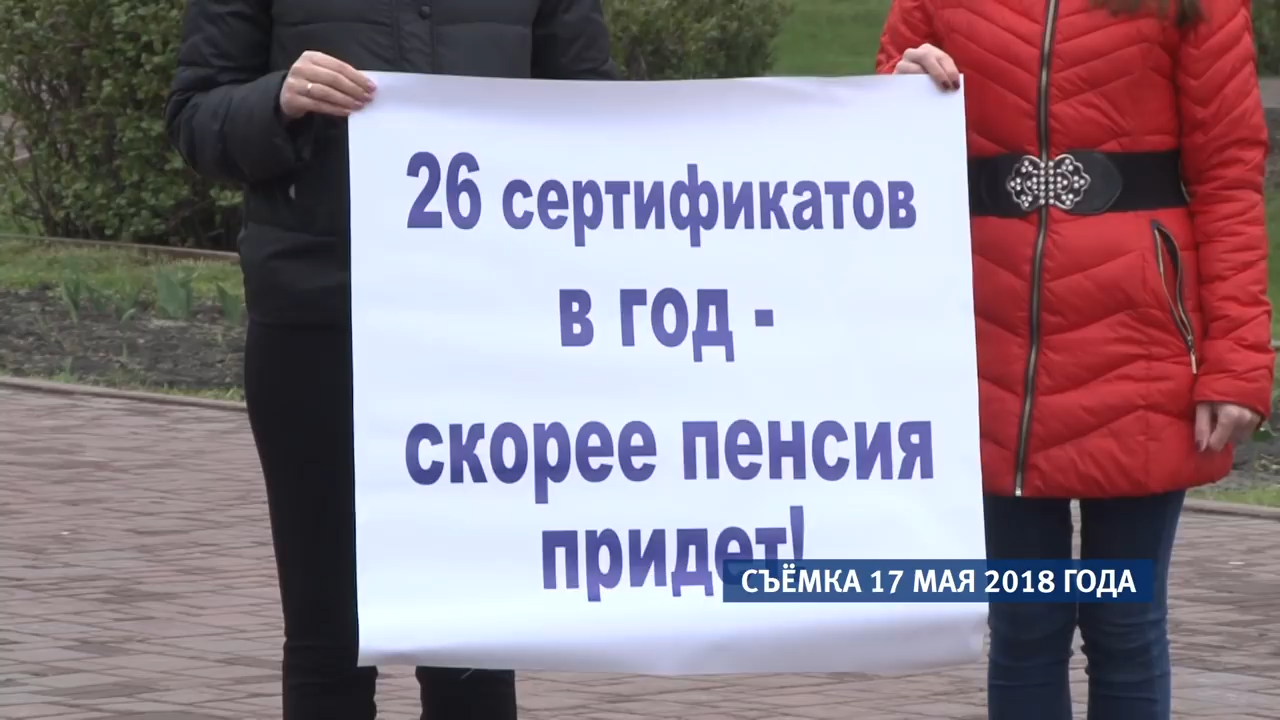 26 сертификатов
в год -
скорее пенсия
придет!
СЪЁМКА 17 МАЯ 2018 ГОДА